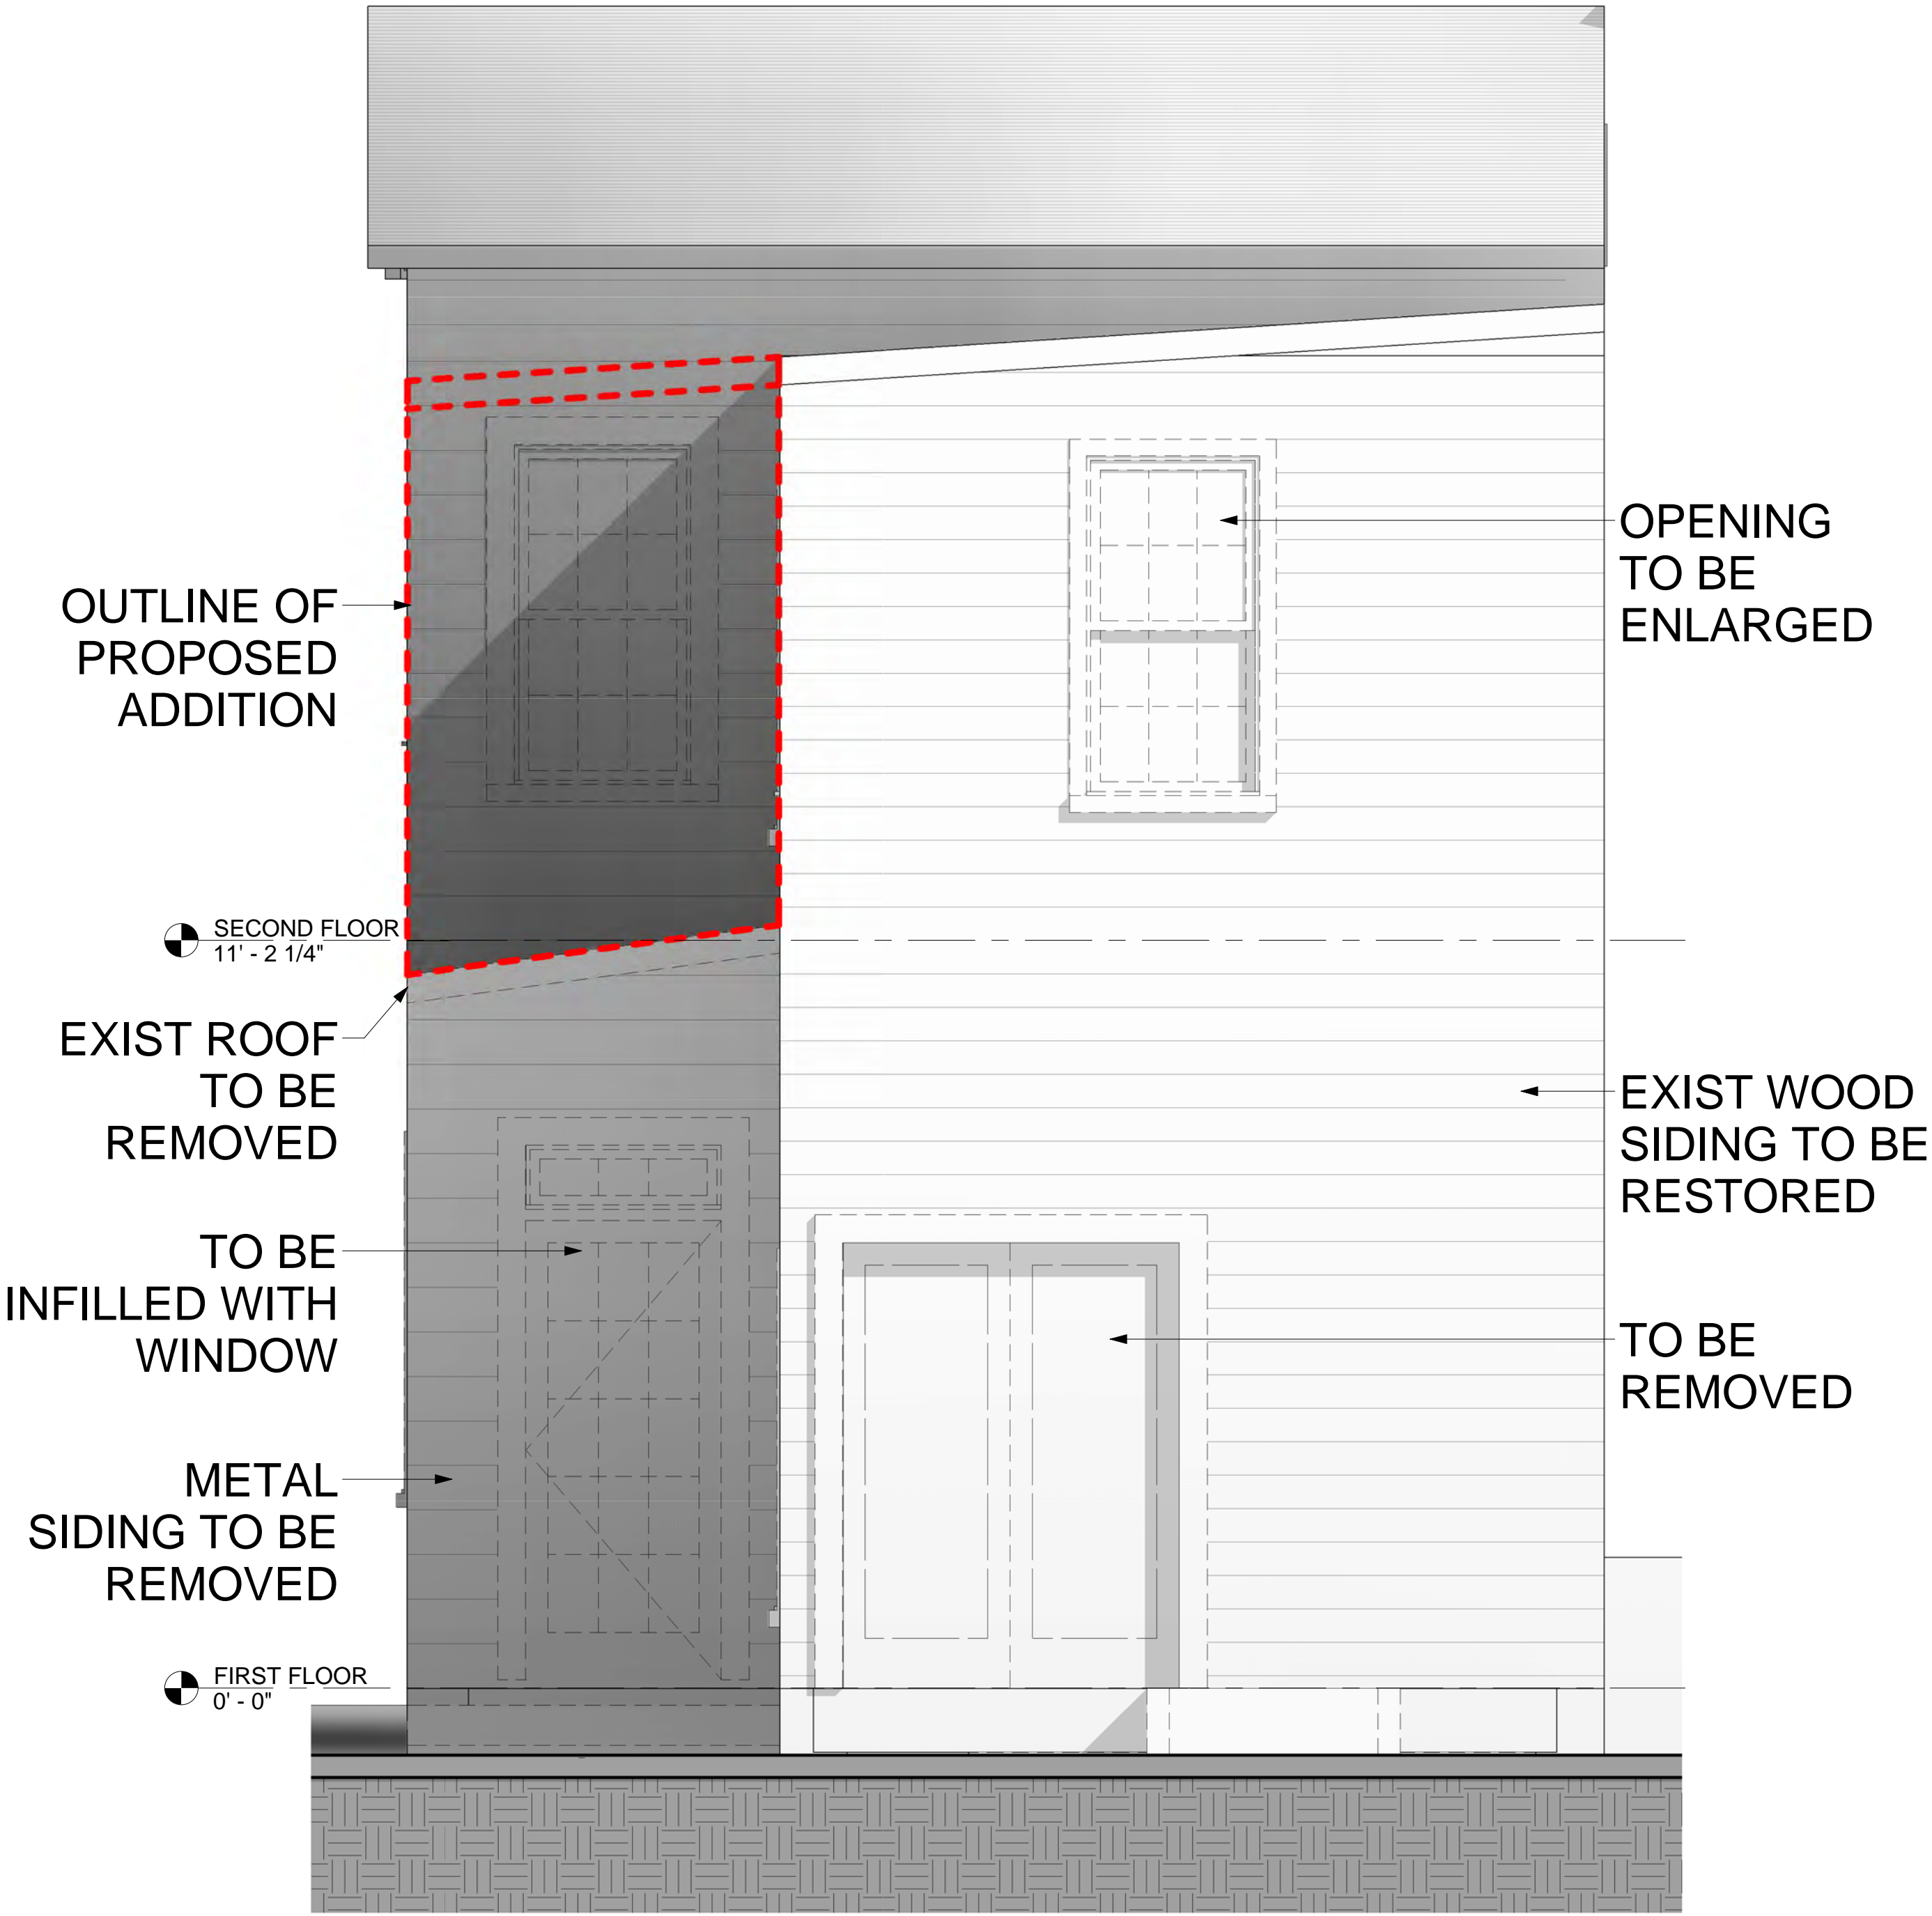 OUTLINE OF
PROPOSED
ADDITION
SECOND FLOOR
11' - 2 1/4"
EXIST ROOF
TO BE
REMOVED
TO BE
INFILLED WITH
WINDOW
METAL
SIDING TO BE
REMOVED
FIRST FLOOR
0' - 0"
OPENING
TO BE
ENLARGED
EXIST WOOD
SIDING TO BE
RESTORED
TO BE
REMOVED